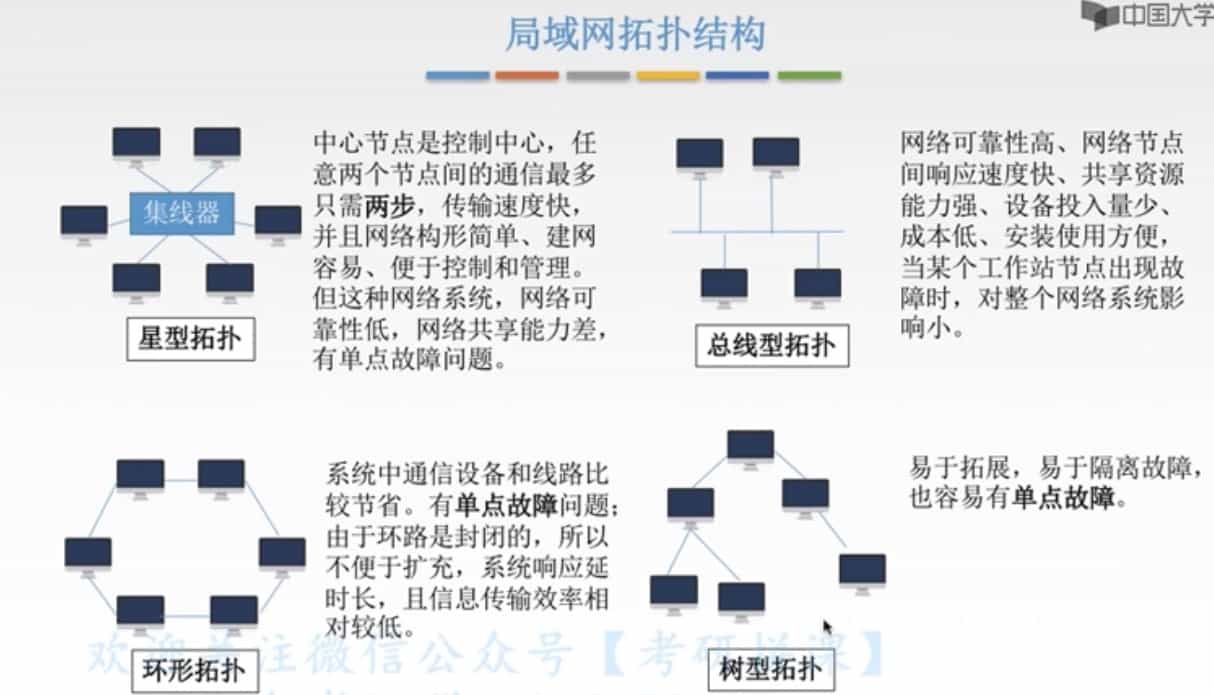 局域网拓扑结构
中国大学
集线器
星型拓扑
中心节点是控制中心，任
意两个节点间的通信最多
只需两步，传输速度快，
并且网络构形简单、建网
容易、便于控制和管理。
但这种网络系统，网络可
靠性低，网络共享能力差，
有单点故障问题。
总线型拓扑
网络可靠性高、网络节点
间响应速度快、共享资源
能力强、设备投入量少、
成本低、安装使用方便，
当某个工作站节点出现故
障时，对整个网络系统影
响小。
环形拓扑
系统中通信设备和线路比
较节省。有单点故障问题；
由于环路是封闭的，所以
不便于扩充，系统响应延
时长，且信息传输效率相
对较低。
树型拓扑
易于拓展，易于隔离故障，
也容易有单点故障。
欢迎关注微信公众号【考研 课】